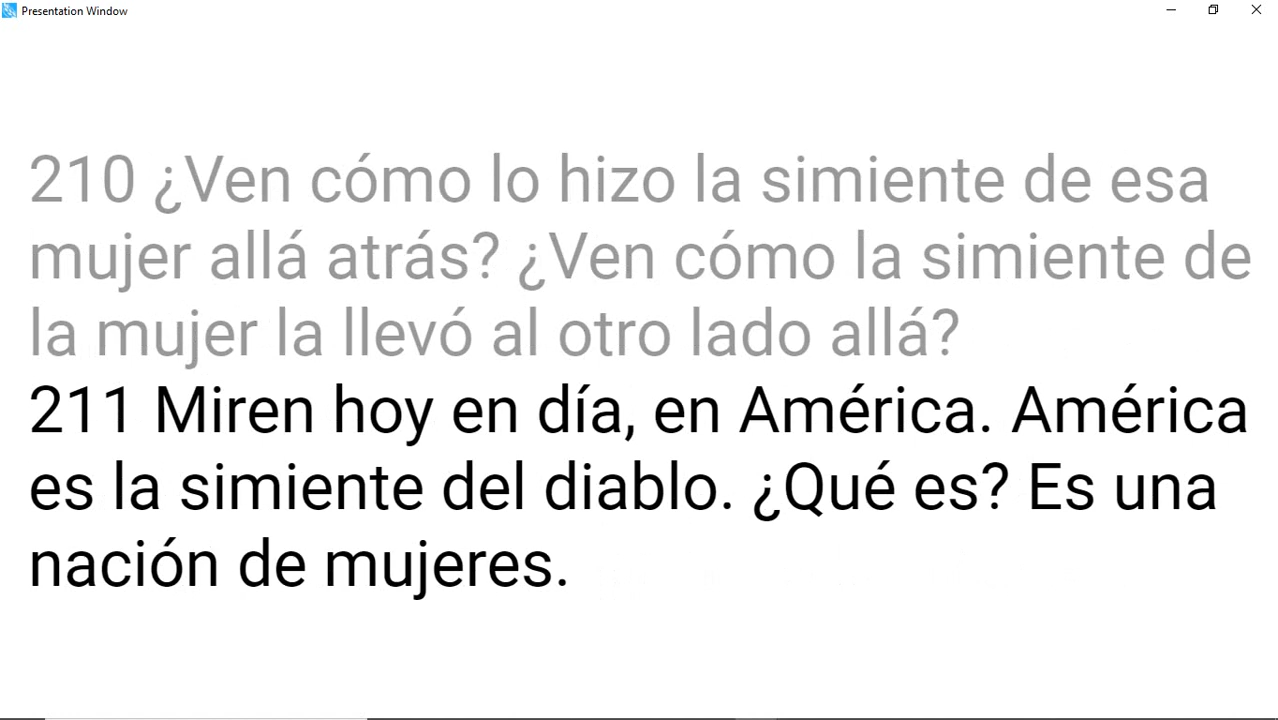 Presentation Window
210 ¿Ven cómo lo hizo la simiente de esa
mujer allá atrás? ¿Ven cómo la simiente de
la mujer la llevó al otro lado allá?
211 Miren hoy en día, en América. América
es la simiente del diablo. ¿Qué es? Es una
nación de mujeres.